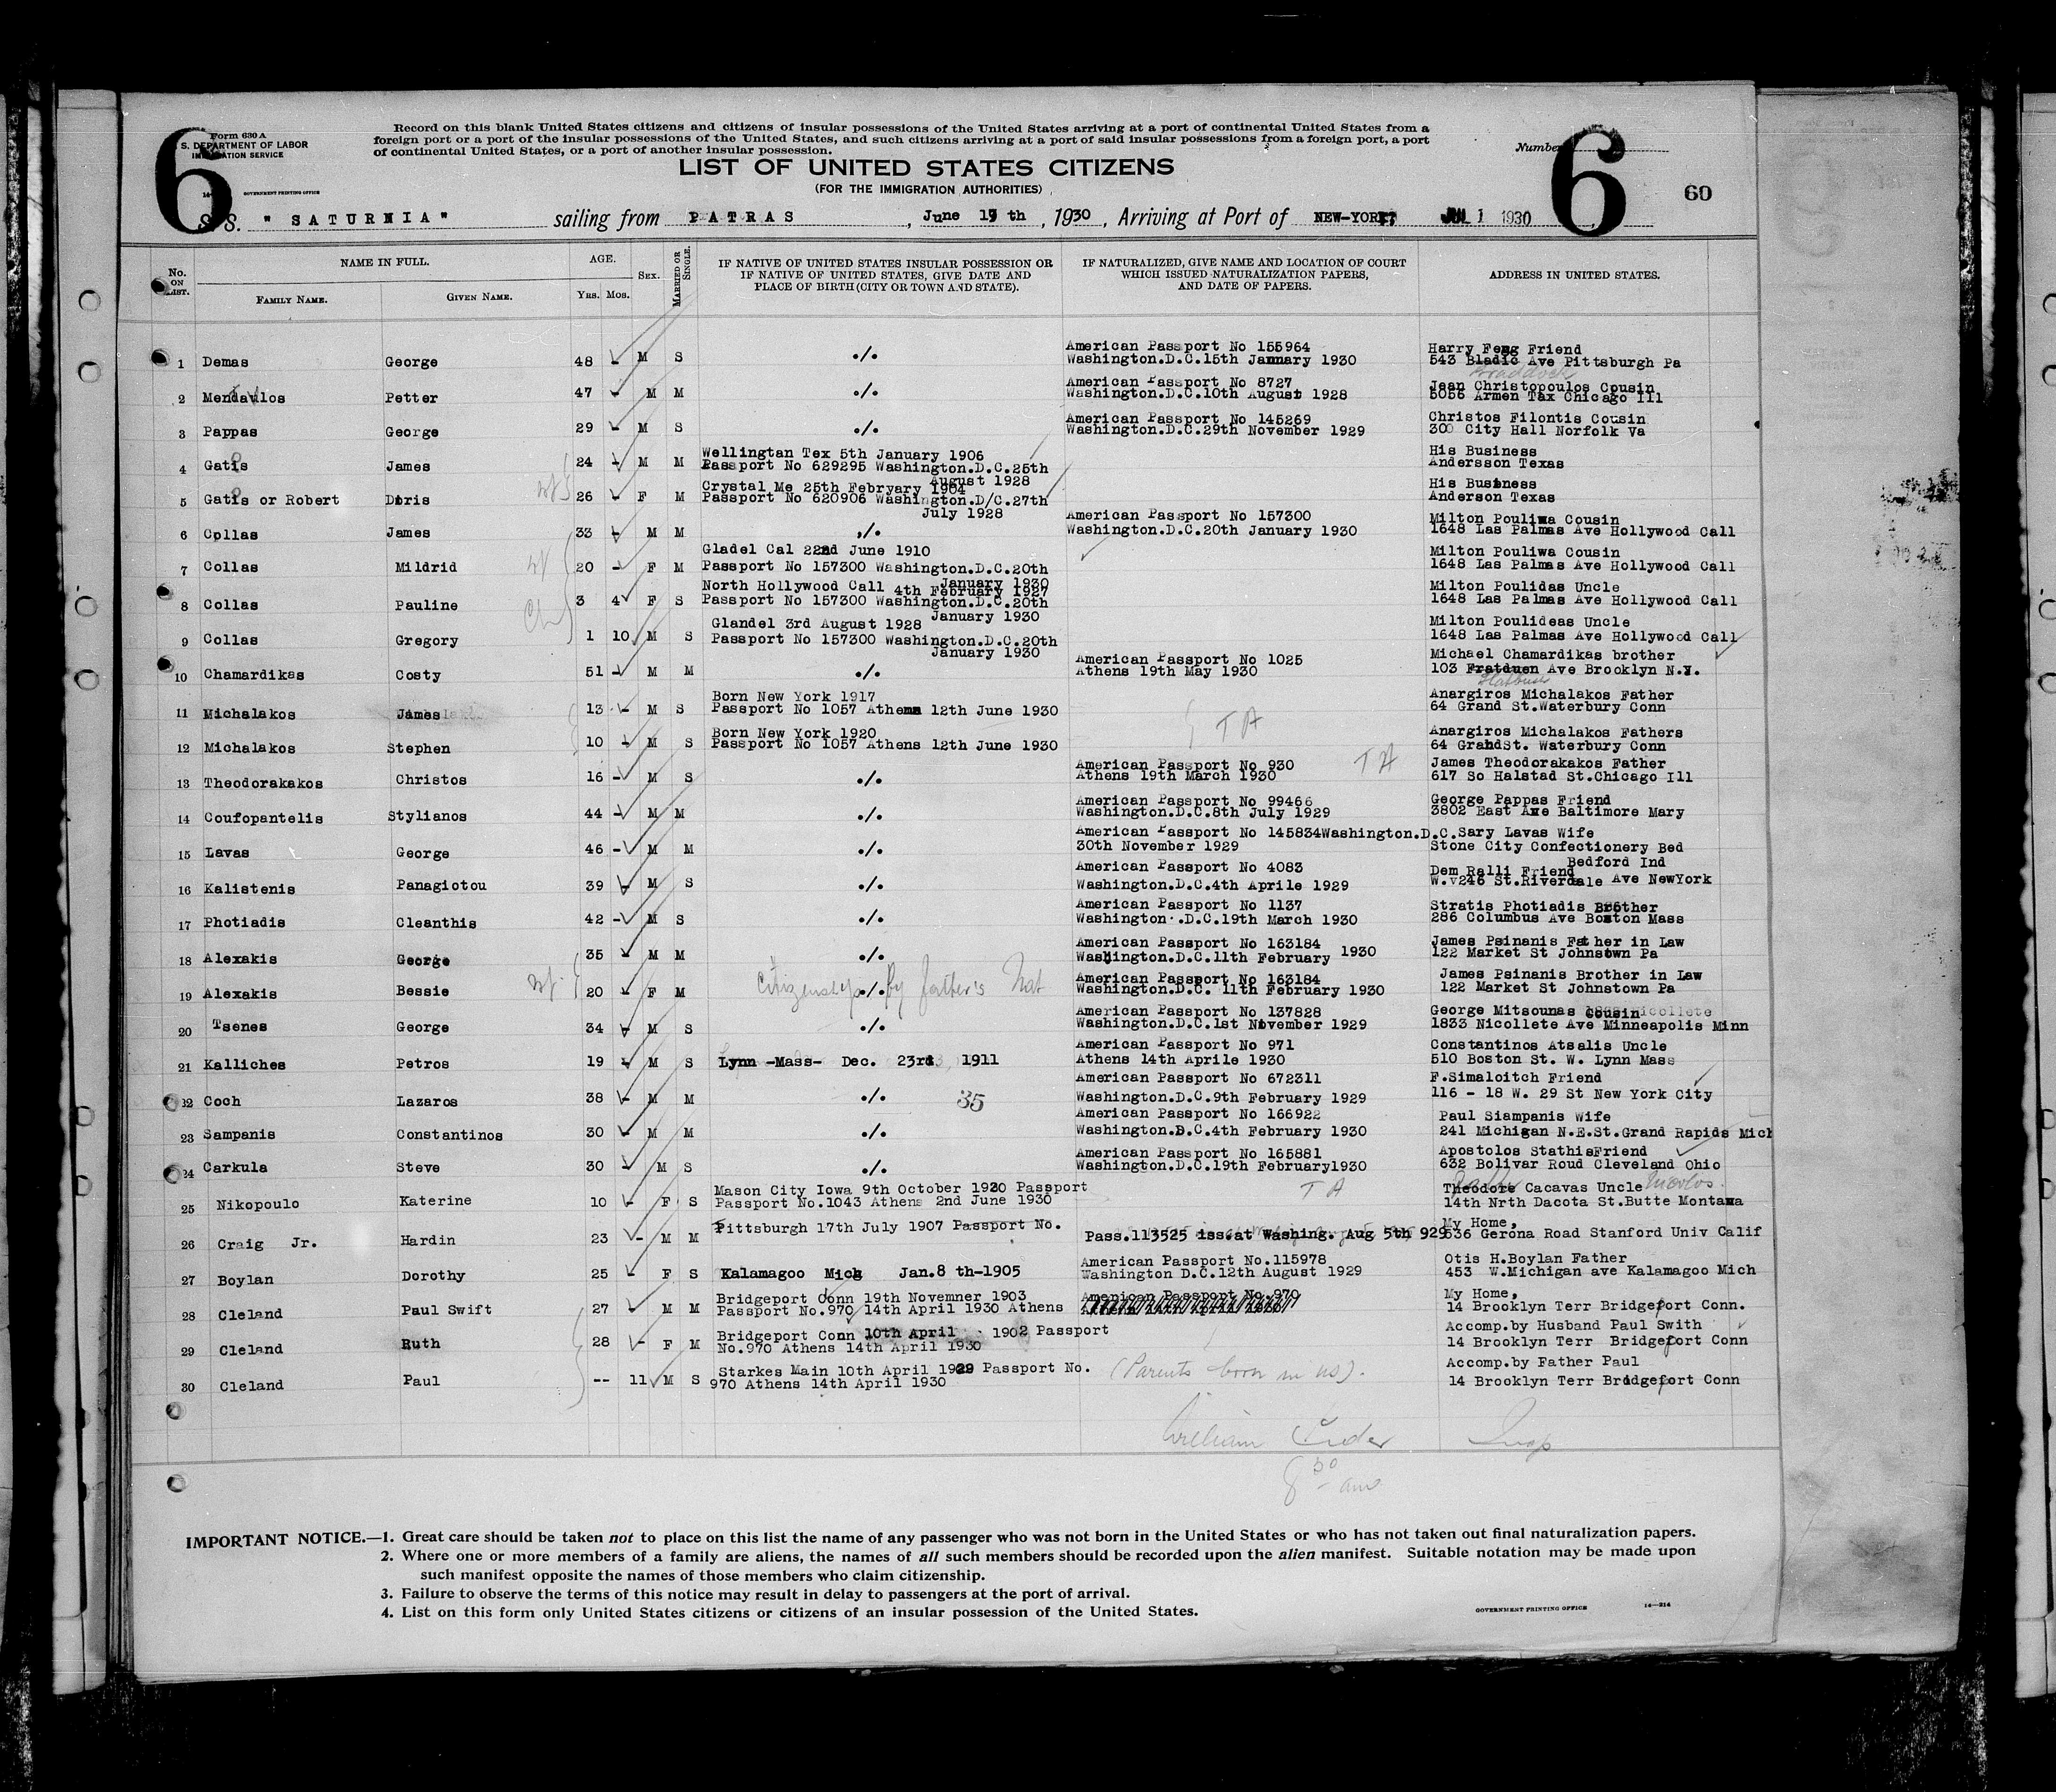 6
Form 630 A
S. DEPARTMENT OF LABOR
IMMIGRATION SERVICE
GOVERNMENT PRINTING OFFICE
Record on this blank United States citizens and citizens of insular possessions of the United States arriving at a port of continental United States from a
foreign port or a port of the insular possessions of the United States, and such citizens arriving at a port of said insular possessions from a foreign port, a port
of continental United States, or a port of another insular possession.
LIST OF UNITED STATES CITIZENS
(FOR THE IMMIGRATION AUTHORITIES)
Number
6
60
S.S. "SATURNIA" sailing from PATRAS, June 15 th, 1930, Arriving at Port of NEW-YORK, JUL 1 1930
No. ON LIST.
NAME IN FULL.
FAMILY NAME.
GIVEN NAME.
AGE.
YRS. MOS.
SEX.
MARRIED OR SINGLE.
IF NATIVE OF UNITED STATES INSULAR POSSESSION OR
IF NATIVE OF UNITED STATES, GIVE DATE AND
PLACE OF BIRTH (CITY OR TOWN AND STATE).
IF NATURALIZED, GIVE NAME AND LOCATION OF COURT
WHICH ISSUED NATURALIZATION PAPERS,
AND DATE OF PAPERS.
ADDRESS IN UNITED STATES.
American Passport No 155964 Harry Feng Friend
1 Demas George 48 - M S •/• Washington.D.C.15th January 1930 543 Bladic Ave Pittsburgh Pa
Braddock
American Passport No 8727 Jean Christopoulos Cousin
2 Mendavlos Petter 47 - M M Washington.D.C.10th August 1928 5056 Armen Tax Chicago Ill
American Passport No 145269 Christos Filontis Cousin
3 Pappas George 29 - M S •/• Washington.D.C.29th November 1929 300 City Hall Norfolk Va
Wellingtan Tex 5th January 1906 His Business
4 Gatis James 24 - M M Passport No 629295 Washington.D.C.25th Andersson Texas
August 1928
wf Crystal Me 25th Febryary 1904 His Business
5 Gatis or Robert Doris 26 - F M Passport No 620906 Washington.D/C.27th Anderson Texas
July 1928
American Passport No 157300 Milton Pouliwa Cousin
6 Collas James 33 - M M •/• Washington.D.C.20th January 1930 1648 Las Palmas Ave Hollywood Call
Gladel Cal 22nd June 1910 Milton Pouliwa Cousin
7 Collas Mildrid wf 20 - F M Passport No 157300 Washington.D.C.20th 1648 Las Palmas Ave Hollywood Call
January 1930
North Hollywood Call 4th February 1927 Milton Poulidas Uncle
8 Collas Pauline Ch 3 4 F S Passport No 157300 Washington.D.C.20th 1648 Las Palmas Ave Hollywood Call
January 1930
Glandel 3rd August 1928 Milton Poulideas Uncle
9 Collas Gregory 1 10 M S Passport No 157300 Washington.D.C.20th 1648 Las Palmas Ave Hollywood Call
January 1930
American Passport No 1025 Michael Chamardikas brother
10 Chamardikas Costy 51 - M M •/• Athens 19th May 1930 103 Fratduen Ave Brooklyn N.Y.
Flatbush
Born New York 1917 Anargiros Michalakos Father
11 Michalakos James 13 - M S Passport No 1057 Athens 12th June 1930 64 Grand St.Waterbury Conn
T A
Born New York 1920 Anargiros Michalakos Fathers
12 Michalakos Stephen 10 - M S Passport No 1057 Athens 12th June 1930 64 GrandSt. Waterbury Conn
American Passport No 930 T A James Theodorakakos Father
13 Theodorakakos Christos 16 - M S •/• Athens 19th March 1930 617 So Halstad St.Chicago Ill
American Passport No 99466 George Pappas Friend
14 Coufopantelis Stylianos 44 - M M •/• Washington.D.C.8th July 1929 3802 East Axe Baltimore Mary
American Passport No 145834Washington.D.C. Sary Lavas Wife
15 Lavas George 46 - M M •/• 30th November 1929 Stone City Confectionery Bed
Bedford Ind
American Passport No 4083 Dem Ralli Friend
16 Kalistenis Panagiotou 39 - M S •/• Washington.D.C.4th Aprile 1929 W.v246 St.Riverdale Ave NewYork
American Passport No 1137 Stratis Photiadis Brother
17 Photiadis Cleanthis 42 - M S •/• Washington.D.C.19th March 1930 286 Columbus Ave Boston Mass
American Passport No 163184 James Psinanis Father in Law
18 Alexakis George 35 - M M •/• Washington.D.C.11th February 1930 122 Market St Johnstown Pa
American Passport No 163184 James Psinanis Brother in Law
19 Alexakis Bessie wf 20 - F M Citizenship •/• by father's Nat Washington.D.C. 11th February 1930 122 Market St Johnstown Pa
American Passport No 137828 George Mitsounas cousin
20 Tsenes George 34 - M S •/• Washington.D.C.1st November 1929 1833 Nicollete Ave Minneapolis Minn
American Passport No 971 Constantinos Atsalis Uncle
21 Kalliches Petros 19 - M S Lynn -Mass- Dec. 23rd 1911 Athens 14th Aprile 1930 510 Boston St. W. Lynn Mass
American Passport No 672311 F.Simaloitch Friend
22 Coch Lazaros 38 - M M •/• 35 Washington.D.C.9th February 1929 116 - 18 W. 29 St New York City
American Passport No 166922 Paul Siampanis Wife
23 Sampanis Constantinos 30 - M M •/• Washington.D.C.4th February 1930 241 Michigan N.E.St.Grand Rapids Mich
American Passport No 165881 Apostolos StathisFriend
24 Carkula Steve 30 - M S •/• Washington.D.C.19th February1930 632 Bolivar Roud Cleveland Ohio
Mason City Iowa 9th October 1920 Passport T A Theodore Cacavas Uncle Nicolos
25 Nikopoulo Katerine 10 - F S Passport No.1043 Athens 2nd June 1930 14th Nrth Dacota St.Butte Montana
Pittsburgh 17th July 1907 Passport No. My Home,
26 Craig Jr. Hardin 23 - M M Pass.113525 iss.at Washing. Aug 5th 929 536 Gerona Road Stanford Univ Calif
American Passport No.115978 Otis H.Boylan Father
27 Boylan Dorothy 25 - F S Kalamagoo Mich Jan.8 th-1905 Washington D.C.12th August 1929 453 W.Michigan ave Kalamagoo Mich
Bridgeport Conn 19th Novemner 1903 American Passport No 970 My Home,
28 Cleland Paul Swift 27 - M M Passport No.970 14th April 1930 Athens 14 Brooklyn Terr Bridgeport Conn.
Bridgeport Conn 10th April 1902 Passport Accomp.by Husband Paul Swith
29 Cleland Ruth 28 - F M No.970 Athens 14th April 1930 14 Brooklyn Terr Bridgeport Conn
Starkes Main 10th April 1929 Passport No. Accomp.by Father Paul
30 Cleland Paul -- 11 M S 970 Athens 14th April 1930 (Parents born in US). 14 Brooklyn Terr Bridgeport Conn
William Insp
8 30 am
IMPORTANT NOTICE.—1. Great care should be taken not to place on this list the name of any passenger who was not born in the United States or who has not taken out final naturalization papers.
2. Where one or more members of a family are aliens, the names of all such members should be recorded upon the alien manifest. Suitable notation may be made upon
such manifest opposite the names of those members who claim citizenship.
3. Failure to observe the terms of this notice may result in delay to passengers at the port of arrival.
4. List on this form only United States citizens or citizens of an insular possession of the United States.
GOVERNMENT PRINTING OFFICE 14—214